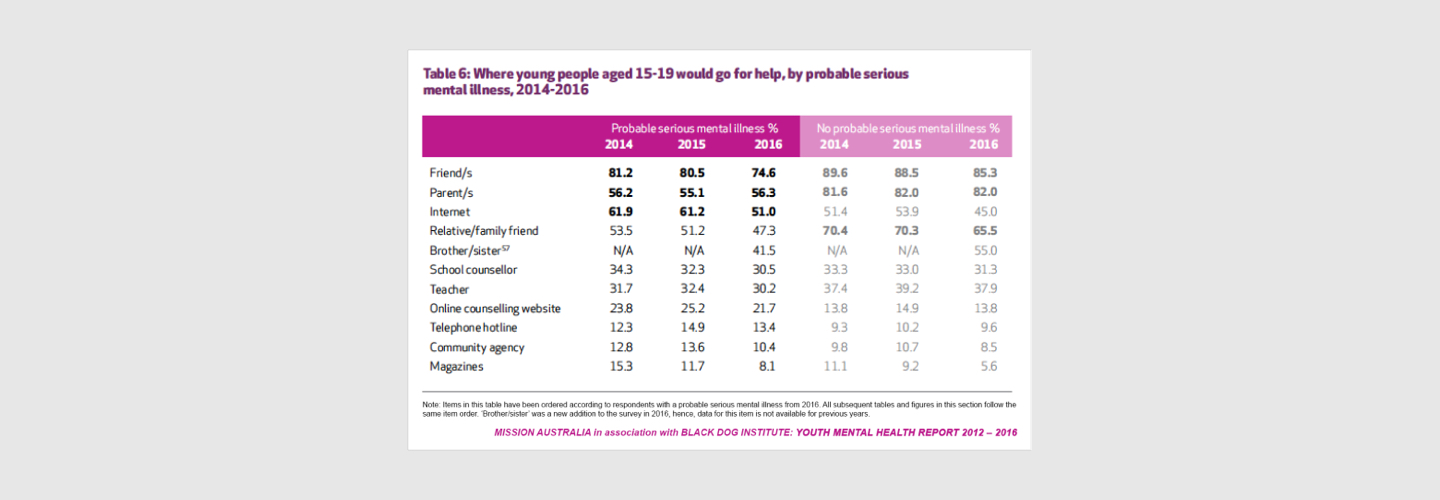 Table 6: Where young people aged 15-19 would go for help, by probable serious
mental illness, 2014-2016
Probable serious mental illness % No probable serious mental illness %
2014 2015 2016 2014 2015 2016
Friend/s 81.2 80.5 74.6 89.6 88.5 85.3
Parent/s 56.2 55.1 56.3 81.6 82.0 82.0
Internet 61.9 61.2 51.0 51.4 53.9 45.0
Relative/family friend 53.5 51.2 47.3 70.4 70.3 65.5
Brother/sister57 N/A N/A 41.5 N/A N/A 55.0
School counsellor 34.3 32.3 30.5 33.3 33.0 31.3
Teacher 31.7 32.4 30.2 37.4 39.2 37.9
Online counselling website 23.8 25.2 21.7 13.8 14.9 13.8
Telephone hotline 12.3 14.9 13.4 9.3 10.2 9.6
Community agency 12.8 13.6 10.4 9.8 10.7 8.5
Magazines 15.3 11.7 8.1 11.1 9.2 5.6
Note: Items in this table have been ordered according to respondents with a probable serious mental illness from 2016. All subsequent tables and figures in this section follow the
same item order. 'Brother/sister' was a new addition to the survey in 2016, hence, data for this item is not available for previous years.
MISSION AUSTRALIA in association with BLACK DOG INSTITUTE: YOUTH MENTAL HEALTH REPORT 2012 – 2016